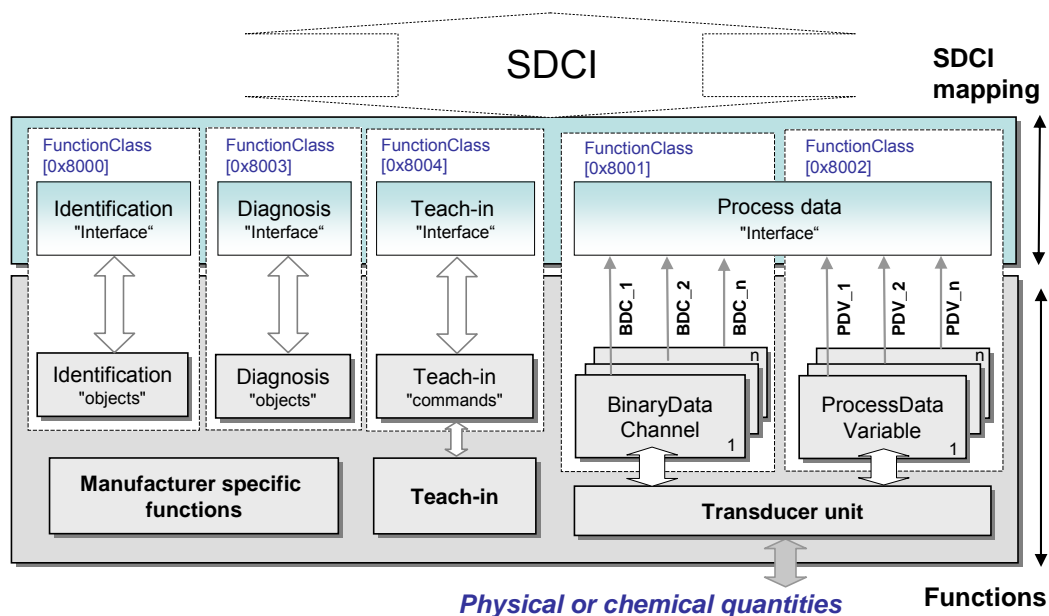 SDCI
SDCI
mapping
FunctionClass
[0x8000]
FunctionClass
[0x8003]
FunctionClass
[0x8004]
FunctionClass
[0x8001]
FunctionClass
[0x8002]
Identification
"Interface“
Diagnosis
"Interface“
Teach-in
"Interface“
Process data
"Interface“
BDC_1
BDC_2
BDC_n
PDV_1
PDV_2
PDV_n
Identification
"objects"
Diagnosis
"objects"
Teach-in
"commands"
n
BinaryData
Channel
1
n
ProcessData
Variable
1
Manufacturer specific
functions
Teach-in
Transducer unit
Physical or chemical quantities
Functions